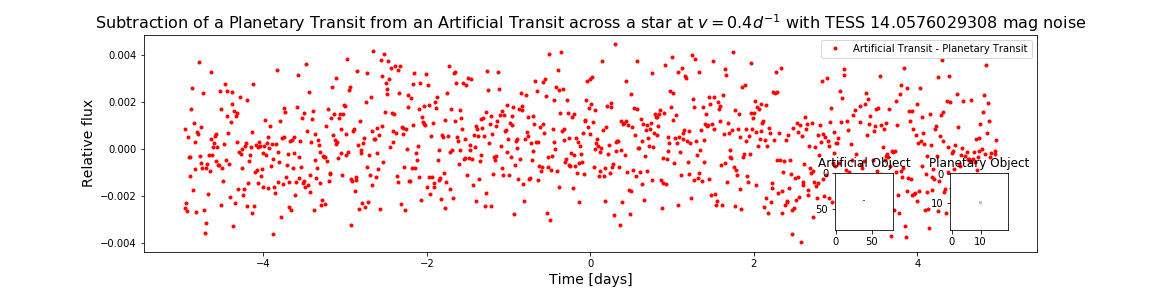 Subtraction of a Planetary Transit from an Artificial Transit across a star at v = 0.4d⁻¹ with TESS 14.0576029308 mag noise
Artificial Transit - Planetary Transit
Relative flux
0.004
0.002
0.000
−0.002
−0.004
Artificial Object
0
50
0 50
Planetary Object
0
10
0 10
−4 −2 0 2 4
Time [days]